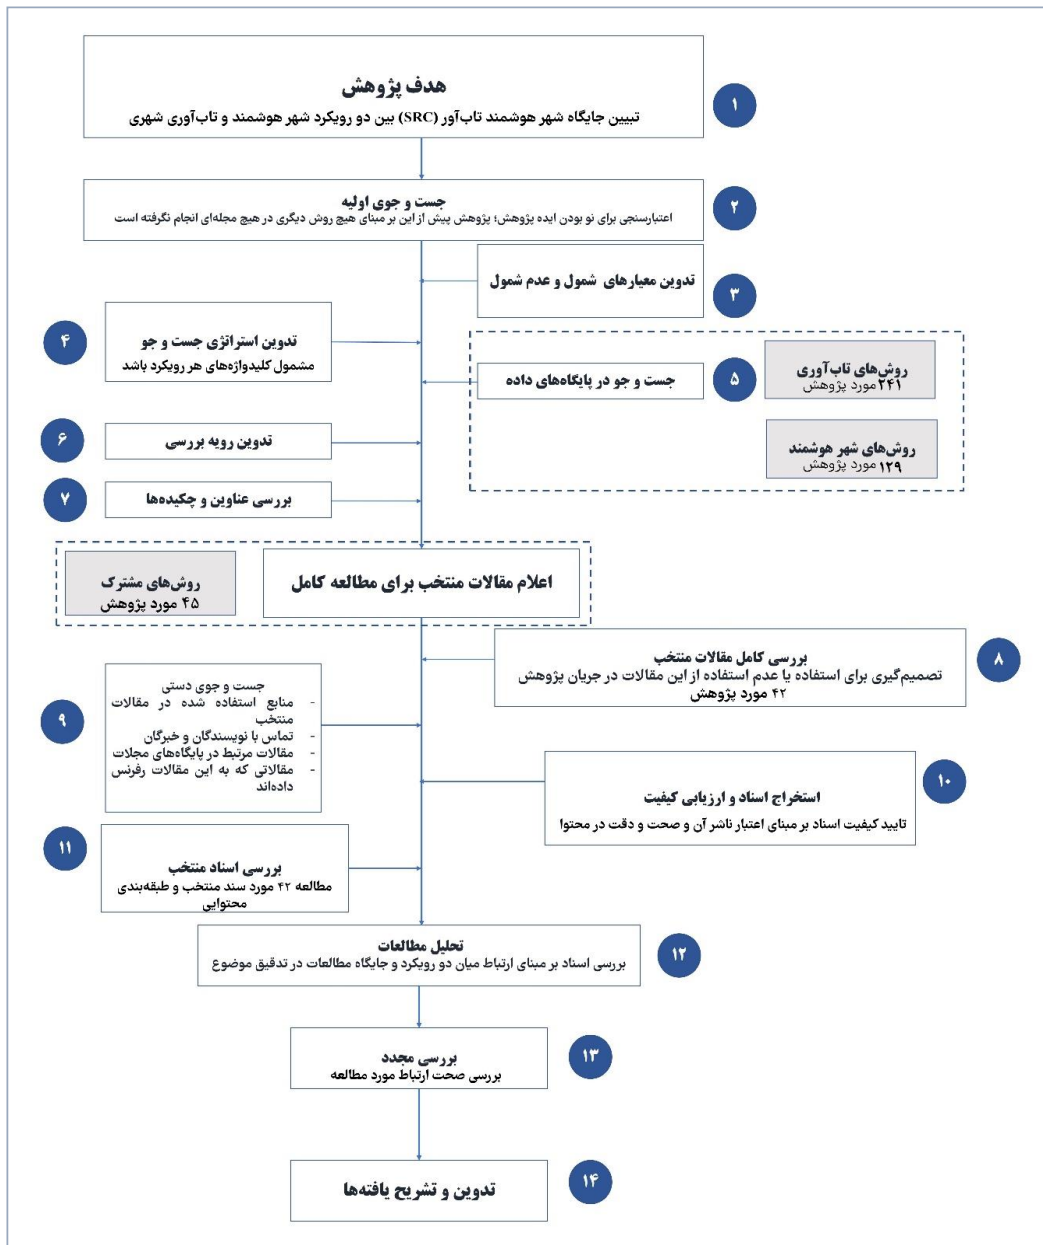 هدف پژوهش
تبیین جایگاه شهر هوشمند تاب‌آور (SRC) بین دو رویکرد شهر هوشمند و تاب‌آوری شهری
۱
جست و جوی اولیه
اعتبارسنجی برای نو بودن ایده پژوهش؛ پژوهش پیش از این بر مبنای هیچ روش دیگری در هیچ مجله‌ای انجام نگرفته است
۲
تدوین معیارهای شمول و عدم شمول
۳
تدوین استراتژی جست و جو
مشمول کلیدواژه‌های هر رویکرد باشد
۴
جست و جو در پایگاه‌های داده
۵
روش‌های تاب‌آوری
۲۴۱مورد پژوهش
روش‌های شهر هوشمند
۱۲۹مورد پژوهش
تدوین رویه بررسی
۶
بررسی عناوین و چکیده‌ها
۷
اعلام مقالات منتخب برای مطالعه کامل
روش‌های مشترک
۴۵ مورد پژوهش
بررسی کامل مقالات منتخب
تصمیم‌گیری برای استفاده یا عدم استفاده از این مقالات در جریان پژوهش
۴۲ مورد پژوهش
۸
جست و جوی دستی
- منابع استفاده شده در مقالات
منتخب
- تماس با نویسندگان و خبرگان
- مقالات مرتبط در پایگاه‌های مجلات
- مقالاتی که به این مقالات رفرنس
داده‌اند
۹
استخراج اسناد و ارزیابی کیفیت
تایید کیفیت اسناد بر مبنای اعتبار ناشر آن و صحت و دقت در محتوا
۱۰
بررسی اسناد منتخب
مطالعه ۴۲ مورد سند منتخب و طبقه‌بندی
محتوایی
۱۱
تحلیل مطالعات
بررسی اسناد بر مبنای ارتباط میان دو رویکرد و جایگاه مطالعات در تدقیق موضوع
۱۲
بررسی مجدد
بررسی صحت ارتباط مورد مطالعه
۱۳
تدوین و تشریح یافته‌ها
۱۴